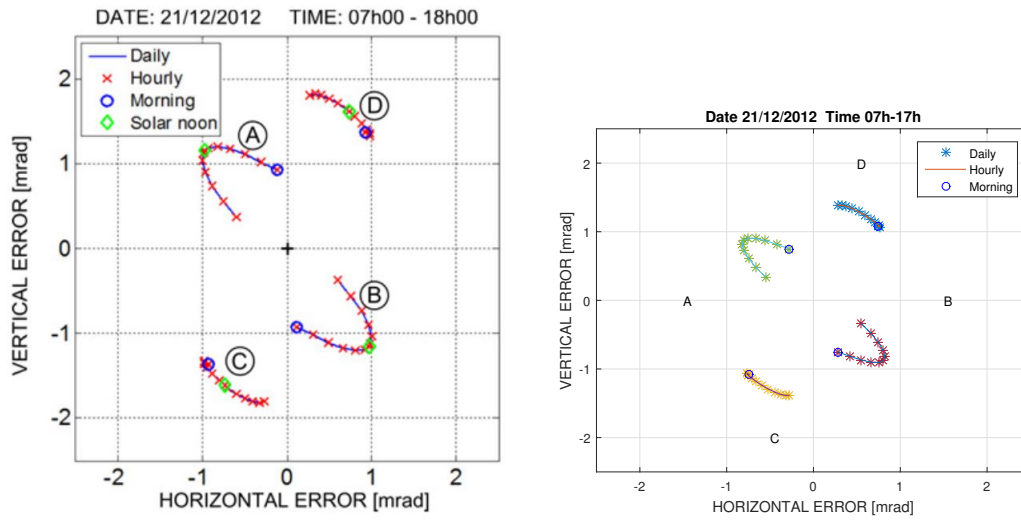 DATE: 21/12/2012 TIME: 07h00 - 18h00
Daily
Hourly
Morning
Solar noon
A
D
B
C
2
1
0
-1
-2
-2 -1 0 1 2
VERTICAL ERROR [mrad]
HORIZONTAL ERROR [mrad]
Date 21/12/2012 Time 07h-17h
Daily
Hourly
Morning
D
A
B
C
2
1
0
-1
-2
-2 -1 0 1 2
VERTICAL ERROR [mrad]
HORIZONTAL ERROR [mrad]